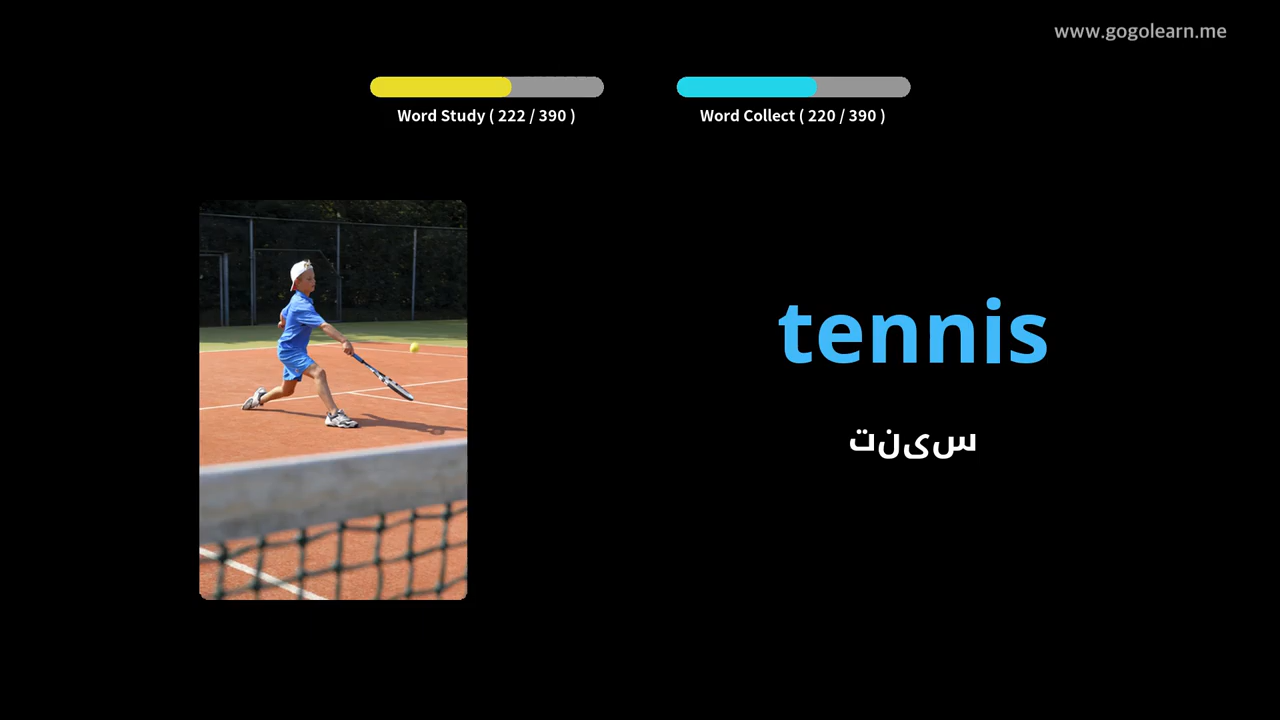 www.gogolearn.me
Word Study ( 222 / 390 )
Word Collect ( 220 / 390 )
tennis
تنیس